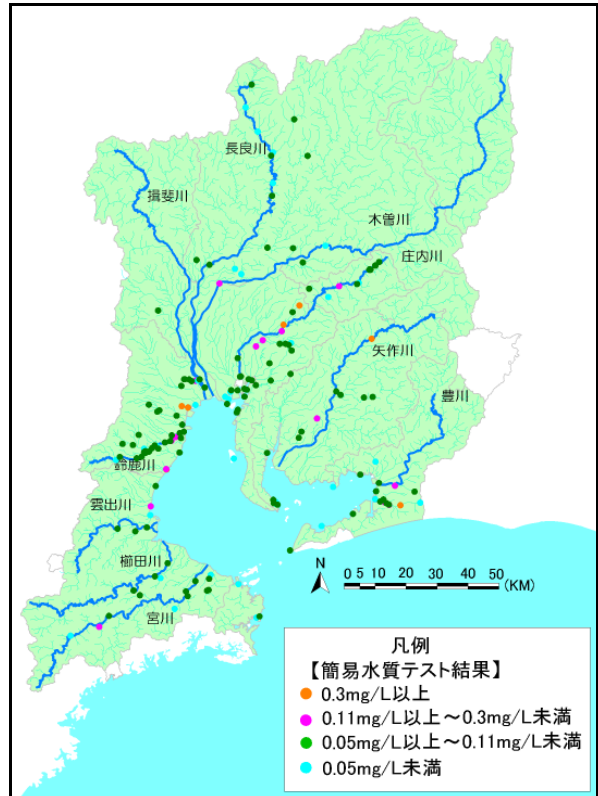 長良川
揖斐川
木曽川
庄内川
矢作川
豊川
鈴鹿川
雲出川
櫛田川
宮川
N
0 5 10 20 30 40 50
(KM)
凡例
【簡易水質テスト結果】
0.3mg/L以上
0.11mg/L以上～0.3mg/L未満
0.05mg/L以上～0.11mg/L未満
0.05mg/L未満